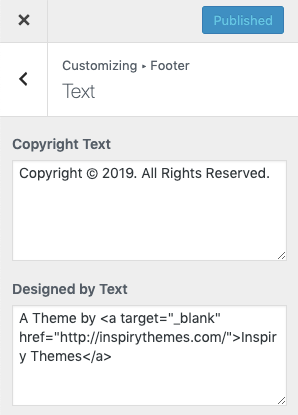 Published
Customizing ▸ Footer
Text
Copyright Text
Copyright © 2019. All Rights Reserved.
Designed by Text
A Theme by <a target="_blank"
href="http://inspirythemes.com/">Inspir
y Themes</a>